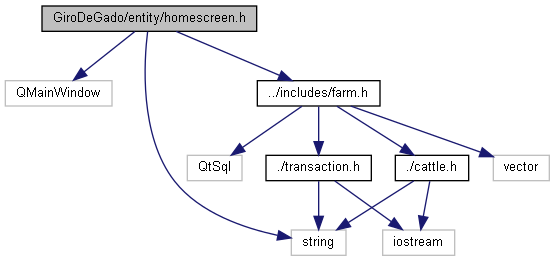 GiroDeGado/entity/homescreen.h
QMainWindow
../includes/farm.h
QtSql
./transaction.h
./cattle.h
vector
string
iostream